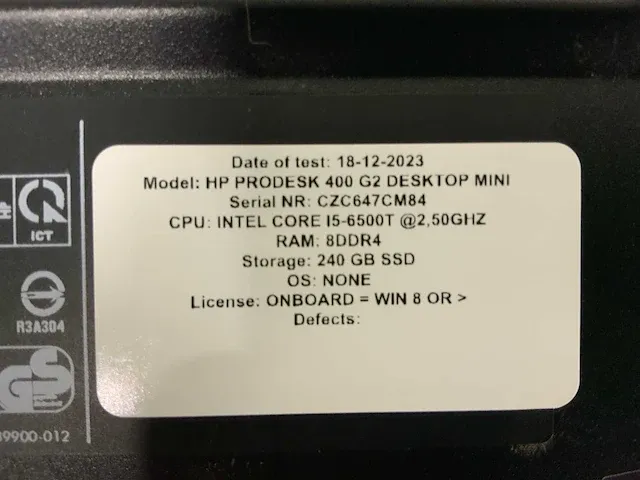 Date of test: 18-12-2023
Model: HP PRODESK 400 G2 DESKTOP MINI
Serial NR: CZC647CM84
CPU: INTEL CORE I5-6500T @2,50GHZ
RAM: 8DDR4
Storage: 240 GB SSD
OS: NONE
License: ONBOARD = WIN 8 OR >
Defects:
ICT
R3A304
GS
39900-012